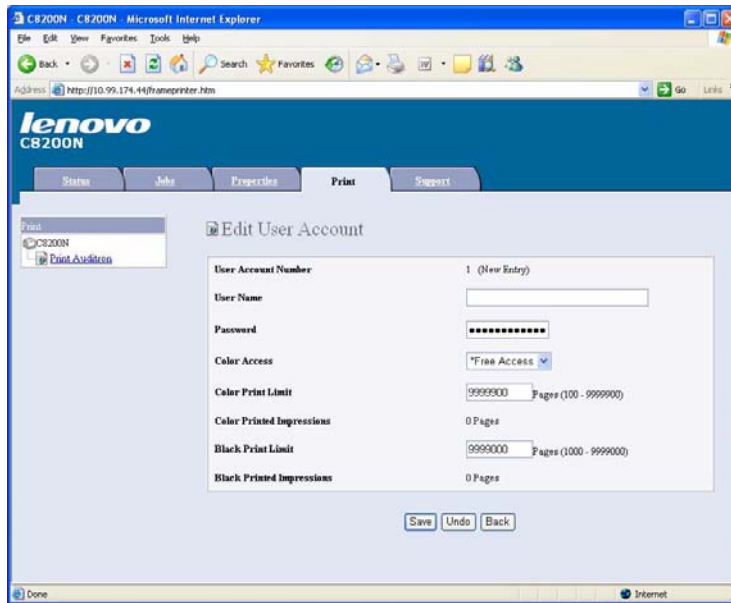 C8200N - C8200N - Microsoft Internet Explorer
File Edit View Favorites Tools Help
Back Search Favorites
Address http://10.99.174.44/frameprinter.htm Go Links
lenovo
C8200N
Status Jobs Properties Print Support
Print
C8200N
Print Auditron
Edit User Account
User Account Number 1 (New Entry)
User Name
Password ●●●●●●●●●●●●
Color Access *Free Access
Color Print Limit 9999900 Pages (100 - 9999900)
Color Printed Impressions 0 Pages
Black Print Limit 9999000 Pages (1000 - 9999000)
Black Printed Impressions 0 Pages
Save Undo Back
Done Internet